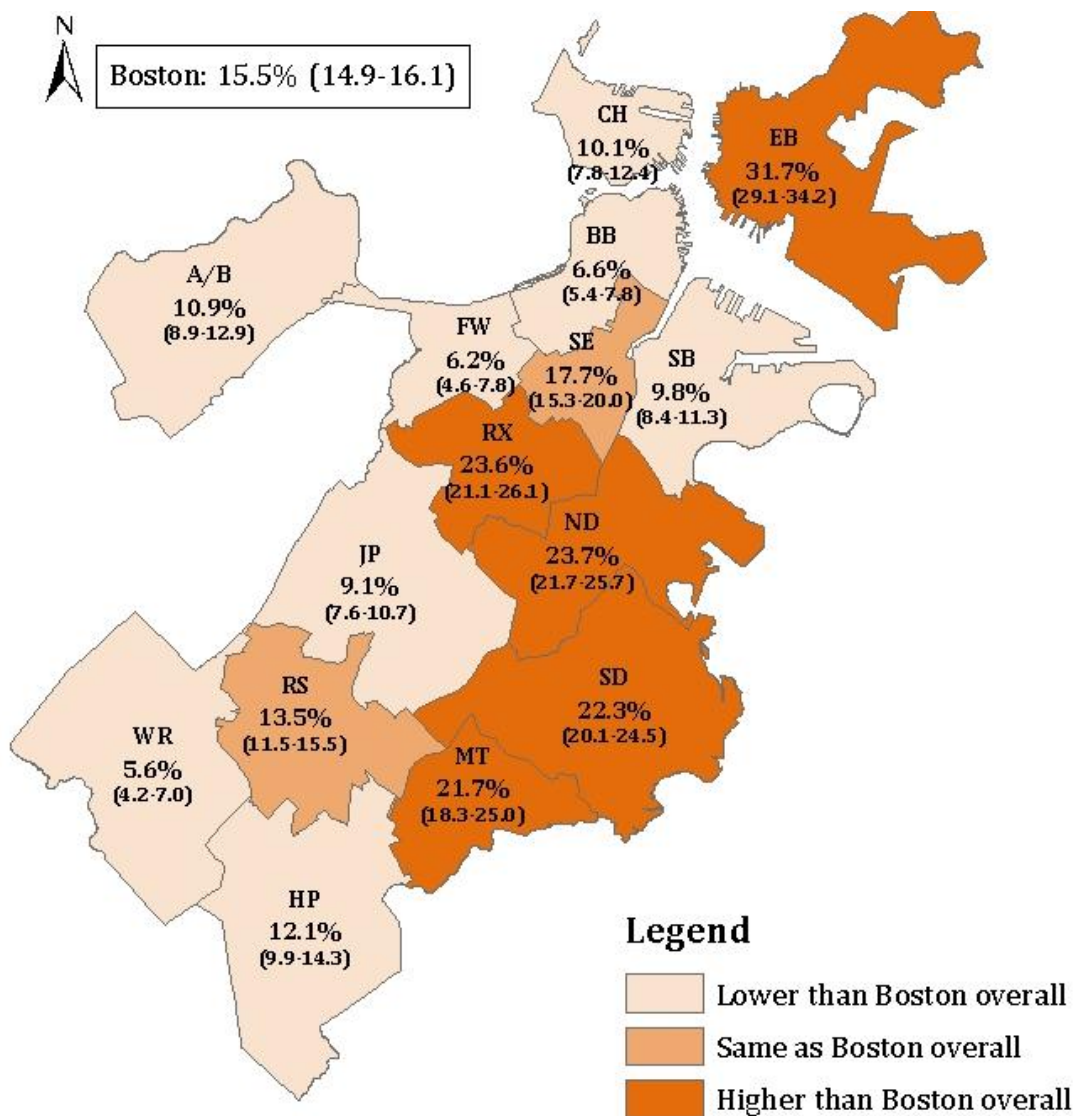 N
Boston: 15.5% (14.9-16.1)
CH
10.1%
(7.8-12.4)
EB
31.7%
(29.1-34.2)
BB
6.6%
(5.4-7.8)
A/B
10.9%
(8.9-12.9)
FW
6.2%
(4.6-7.8)
SE
17.7%
(15.3-20.0)
SB
9.8%
(8.4-11.3)
RX
23.6%
(21.1-26.1)
ND
23.7%
(21.7-25.7)
JP
9.1%
(7.6-10.7)
RS
13.5%
(11.5-15.5)
SD
22.3%
(20.1-24.5)
WR
5.6%
(4.2-7.0)
MT
21.7%
(18.3-25.0)
HP
12.1%
(9.9-14.3)
Legend
Lower than Boston overall
Same as Boston overall
Higher than Boston overall